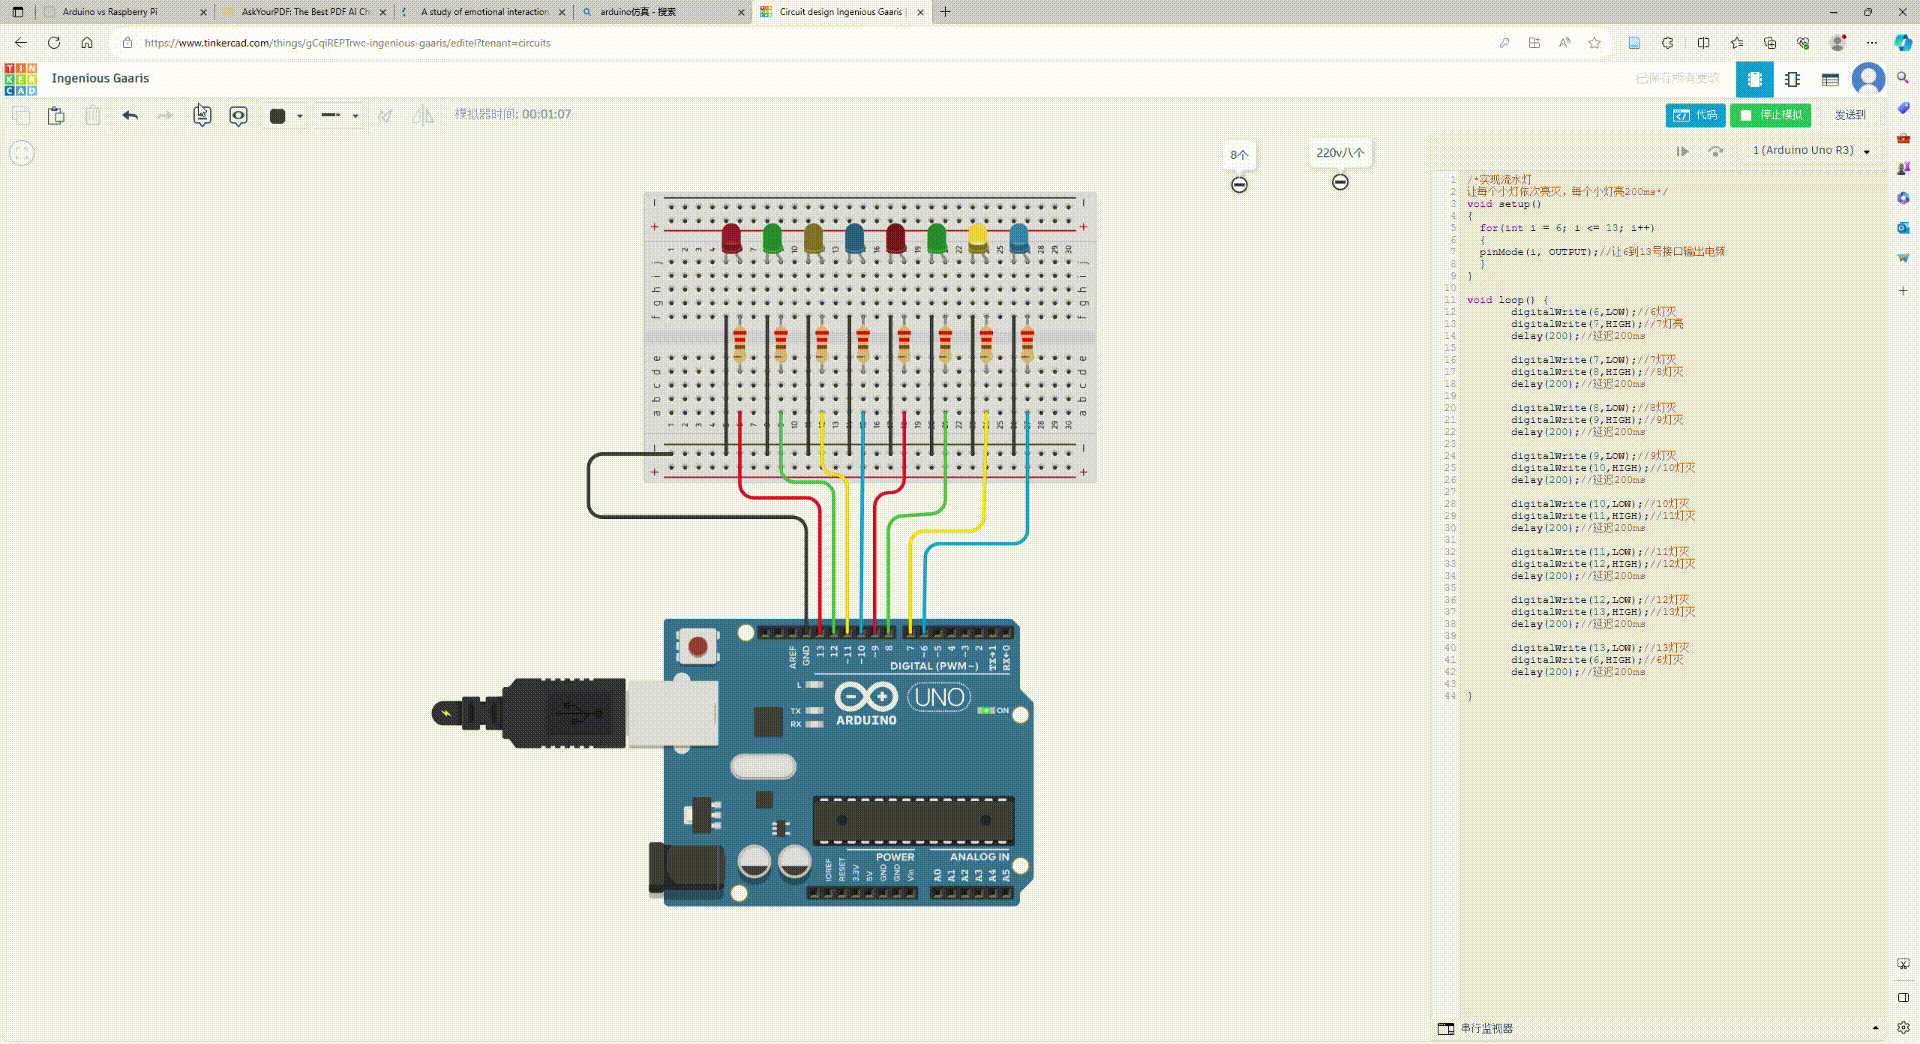 Arduino vs Raspberry Pi
AskYourPDF: The Best PDF AI Ch
A study of emotional interaction
arduino仿真 - 搜索
Circuit design Ingenious Gaaris
https://www.tinkercad.com/things/gCqiREPTrwc-ingenious-gaaris/editel?tenant=circuits
TIN
KER
CAD
Ingenious Gaaris
已保存所有更改
模拟器时间: 00:01:07
代码
停止模拟
发送到
8个
220v八个
1 (Arduino Uno R3)
1 /*实现流水灯
2 让每个小灯依次亮灭，每个小灯亮200ms*/
3 void setup()
4 {
5 for(int i = 6; i <= 13; i++)
6 {
7 pinMode(i, OUTPUT);//让6到13号接口输出电频
8 }
9 }
10
11 void loop() {
12 digitalWrite(6,LOW);//6灯灭
13 digitalWrite(7,HIGH);//7灯亮
14 delay(200);//延迟200ms
15
16 digitalWrite(7,LOW);//7灯灭
17 digitalWrite(8,HIGH);//8灯灭
18 delay(200);//延迟200ms
19
20 digitalWrite(8,LOW);//8灯灭
21 digitalWrite(9,HIGH);//9灯灭
22 delay(200);//延迟200ms
23
24 digitalWrite(9,LOW);//9灯灭
25 digitalWrite(10,HIGH);//10灯灭
26 delay(200);//延迟200ms
27
28 digitalWrite(10,LOW);//10灯灭
29 digitalWrite(11,HIGH);//11灯灭
30 delay(200);//延迟200ms
31
32 digitalWrite(11,LOW);//11灯灭
33 digitalWrite(12,HIGH);//12灯灭
34 delay(200);//延迟200ms
35
36 digitalWrite(12,LOW);//12灯灭
37 digitalWrite(13,HIGH);//13灯灭
38 delay(200);//延迟200ms
39
40 digitalWrite(13,LOW);//13灯灭
41 digitalWrite(6,HIGH);//6灯灭
42 delay(200);//延迟200ms
43
44 }
AREF GND 13 12 ~11 ~10 ~9 8 7 ~6 ~5 4 ~3 2 TX→1 RX←0
DIGITAL (PWM~)
L
TX
RX
ARDUINO
UNO
ON
POWER
ANALOG IN
IOREF RESET 3.3V 5V GND GND Vin A0 A1 A2 A3 A4 A5
串行监视器